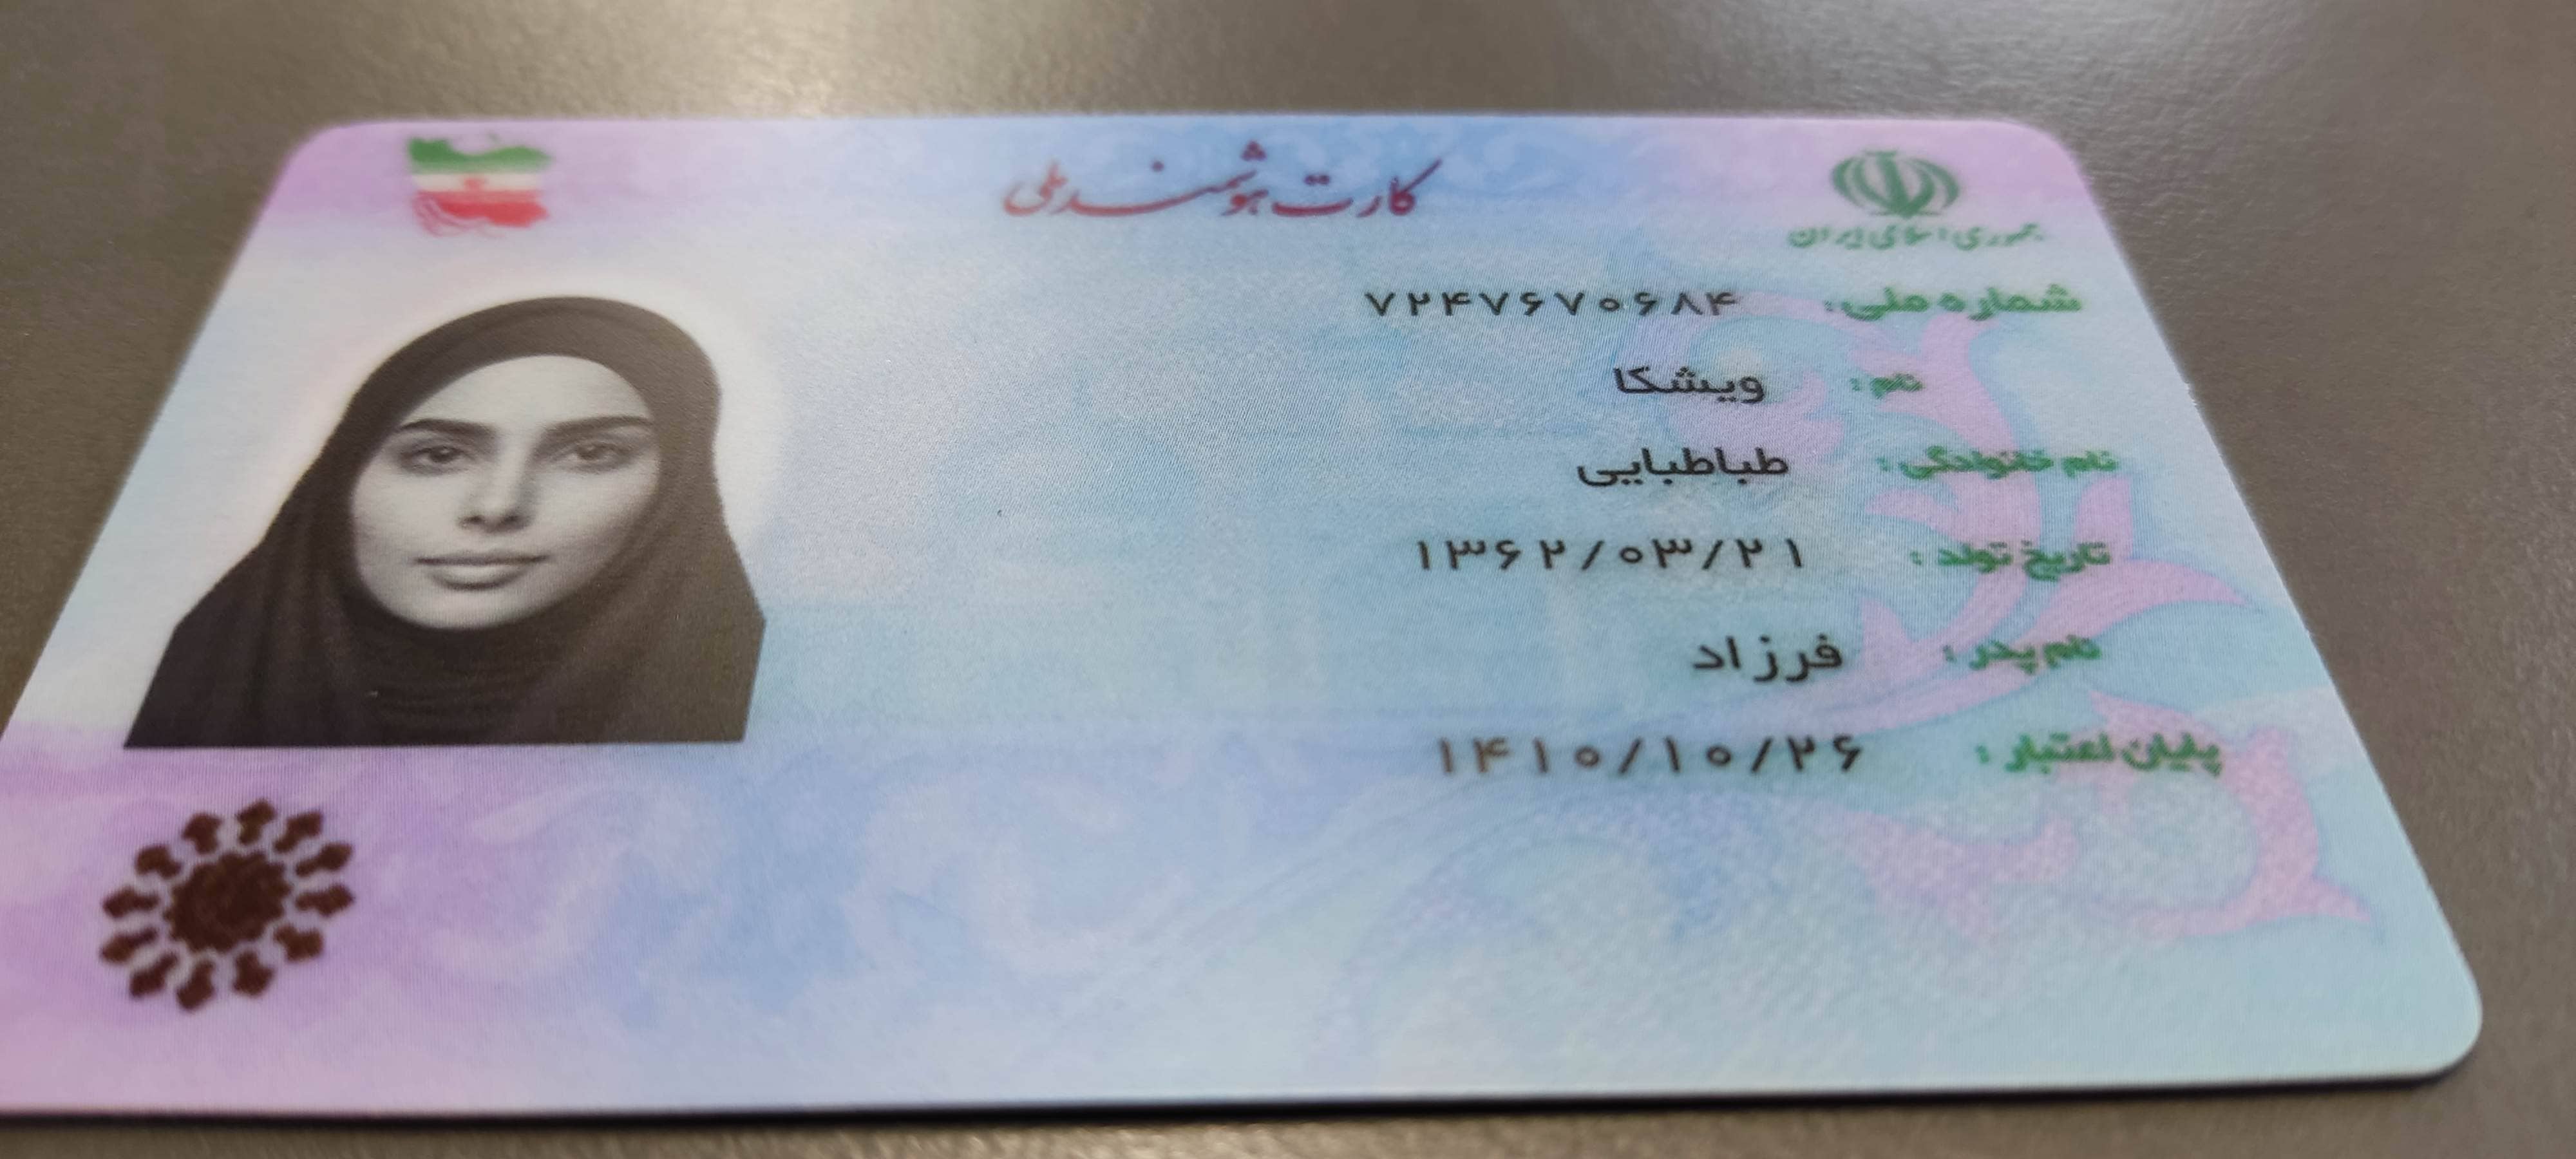 کارت هوشمند ملی
جمهوری اسلامی ایران
شماره ملی: ۷۲۴۷۶۷۰۶۸۴
نام: ویشکا
نام خانوادگی: طباطبایی
تاریخ تولد: ۱۳۶۲/۰۳/۲۱
نام پدر: فرزاد
پایان اعتبار: ۱۴۱۰/۱۰/۲۶